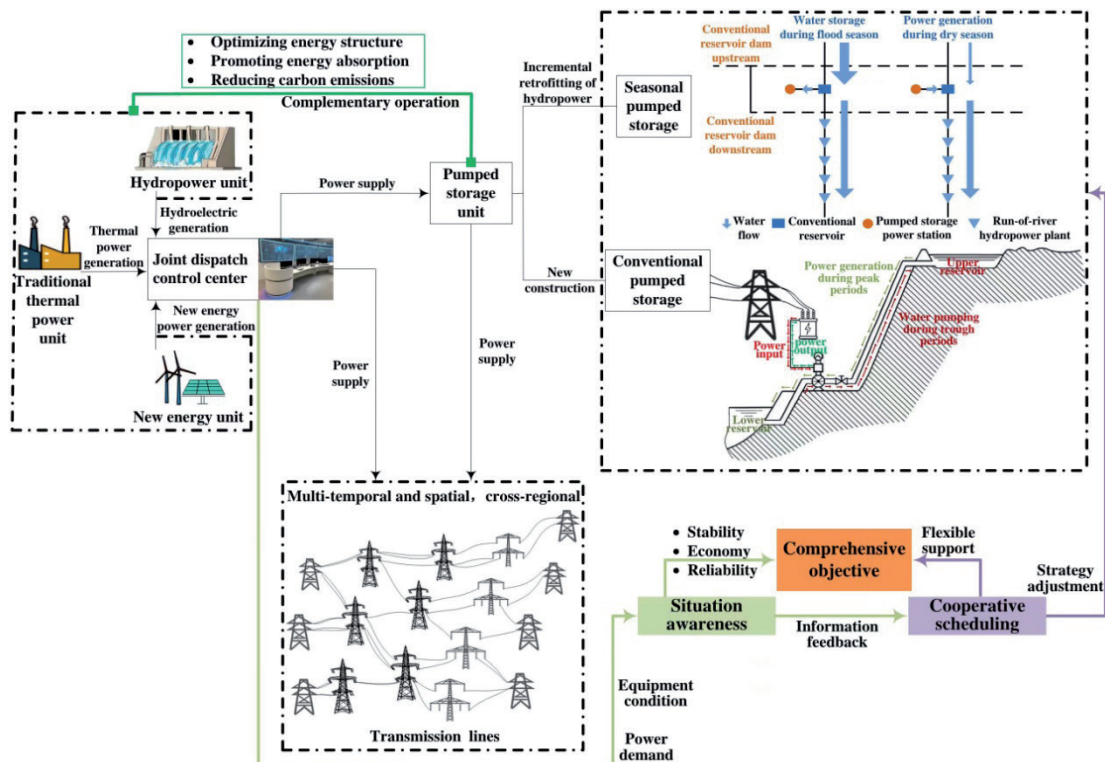 • Optimizing energy structure
• Promoting energy absorption
• Reducing carbon emissions
Complementary operation
Hydropower unit
Hydroelectric
generation
Thermal
power
generation
Traditional
thermal
power
unit
Joint dispatch
control center
New energy
power generation
New energy unit
Power supply
Pumped
storage
unit
Power
supply
Power
supply
Incremental
retrofitting of
hydropower
New
construction
Seasonal
pumped
storage
Conventional
reservoir dam
upstream
Water storage
during flood season
Power generation
during dry season
Conventional
reservoir dam
downstream
Water
flow
Conventional
reservoir
Pumped storage
power station
Run-of-river
hydropower plant
Conventional
pumped
storage
Power generation
during peak
periods
Upper reservoir
Water pumping
during trough
periods
Power
input
power
output
Lower
reservoir
Multi-temporal and spatial，cross-regional
Transmission lines
• Stability
• Economy
• Reliability
Comprehensive
objective
Flexible
support
Strategy
adjustment
Situation
awareness
Information
feedback
Cooperative
scheduling
Equipment
condition
Power
demand